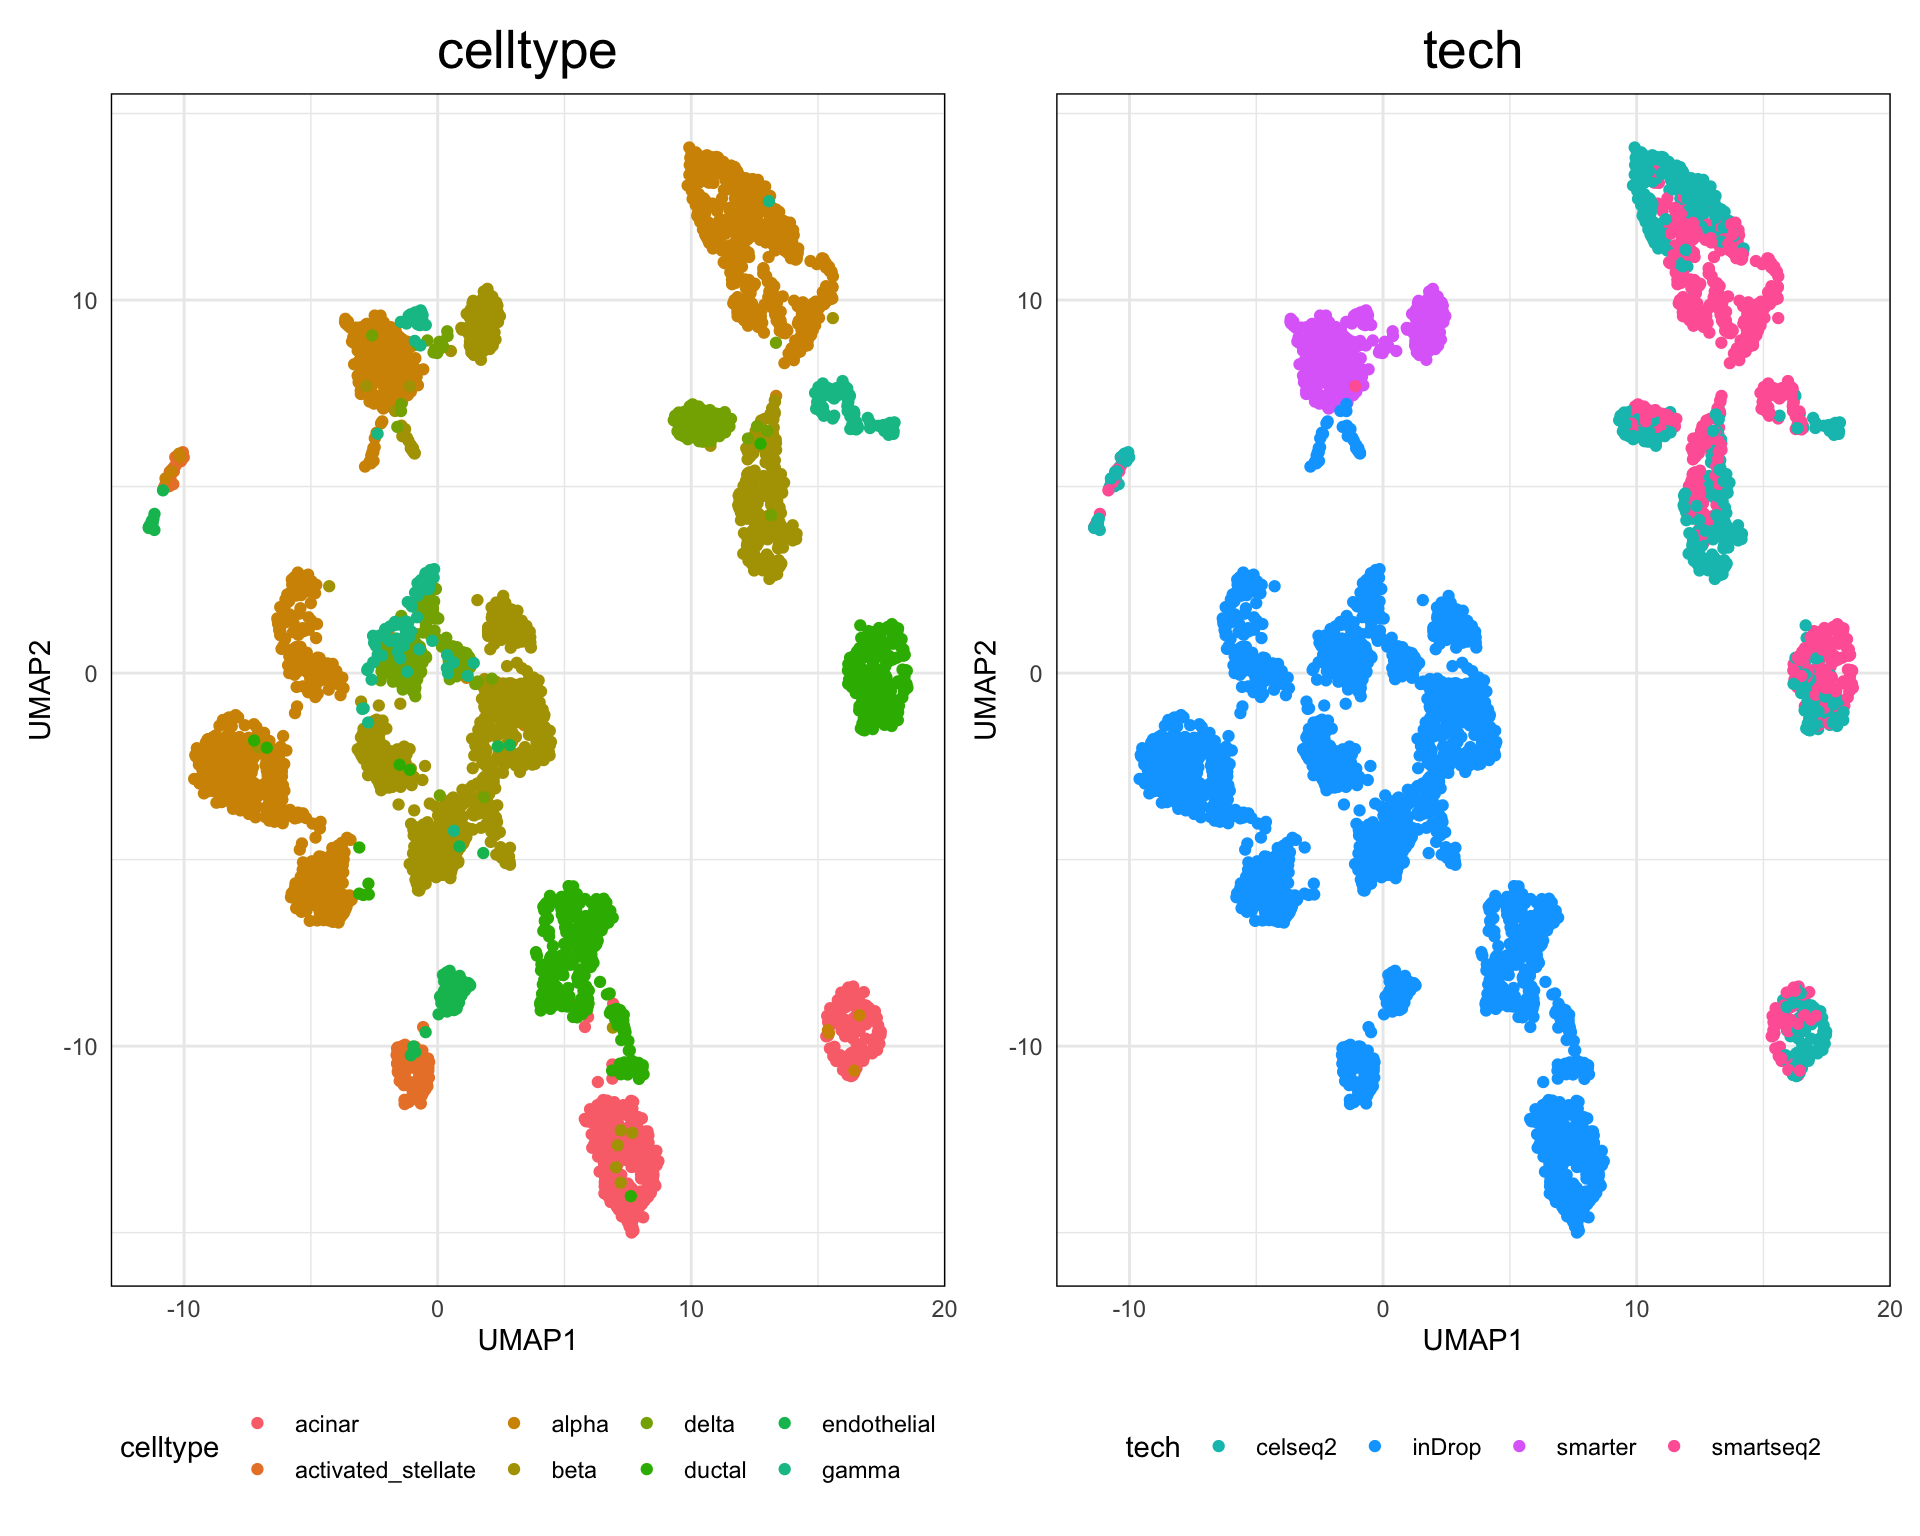 celltype
tech
10
0
-10
UMAP2
-10
0
10
20
UMAP1
10
0
-10
UMAP2
-10
0
10
20
UMAP1
celltype
acinar
alpha
delta
endothelial
activated_stellate
beta
ductal
gamma
tech
celseq2
inDrop
smarter
smartseq2